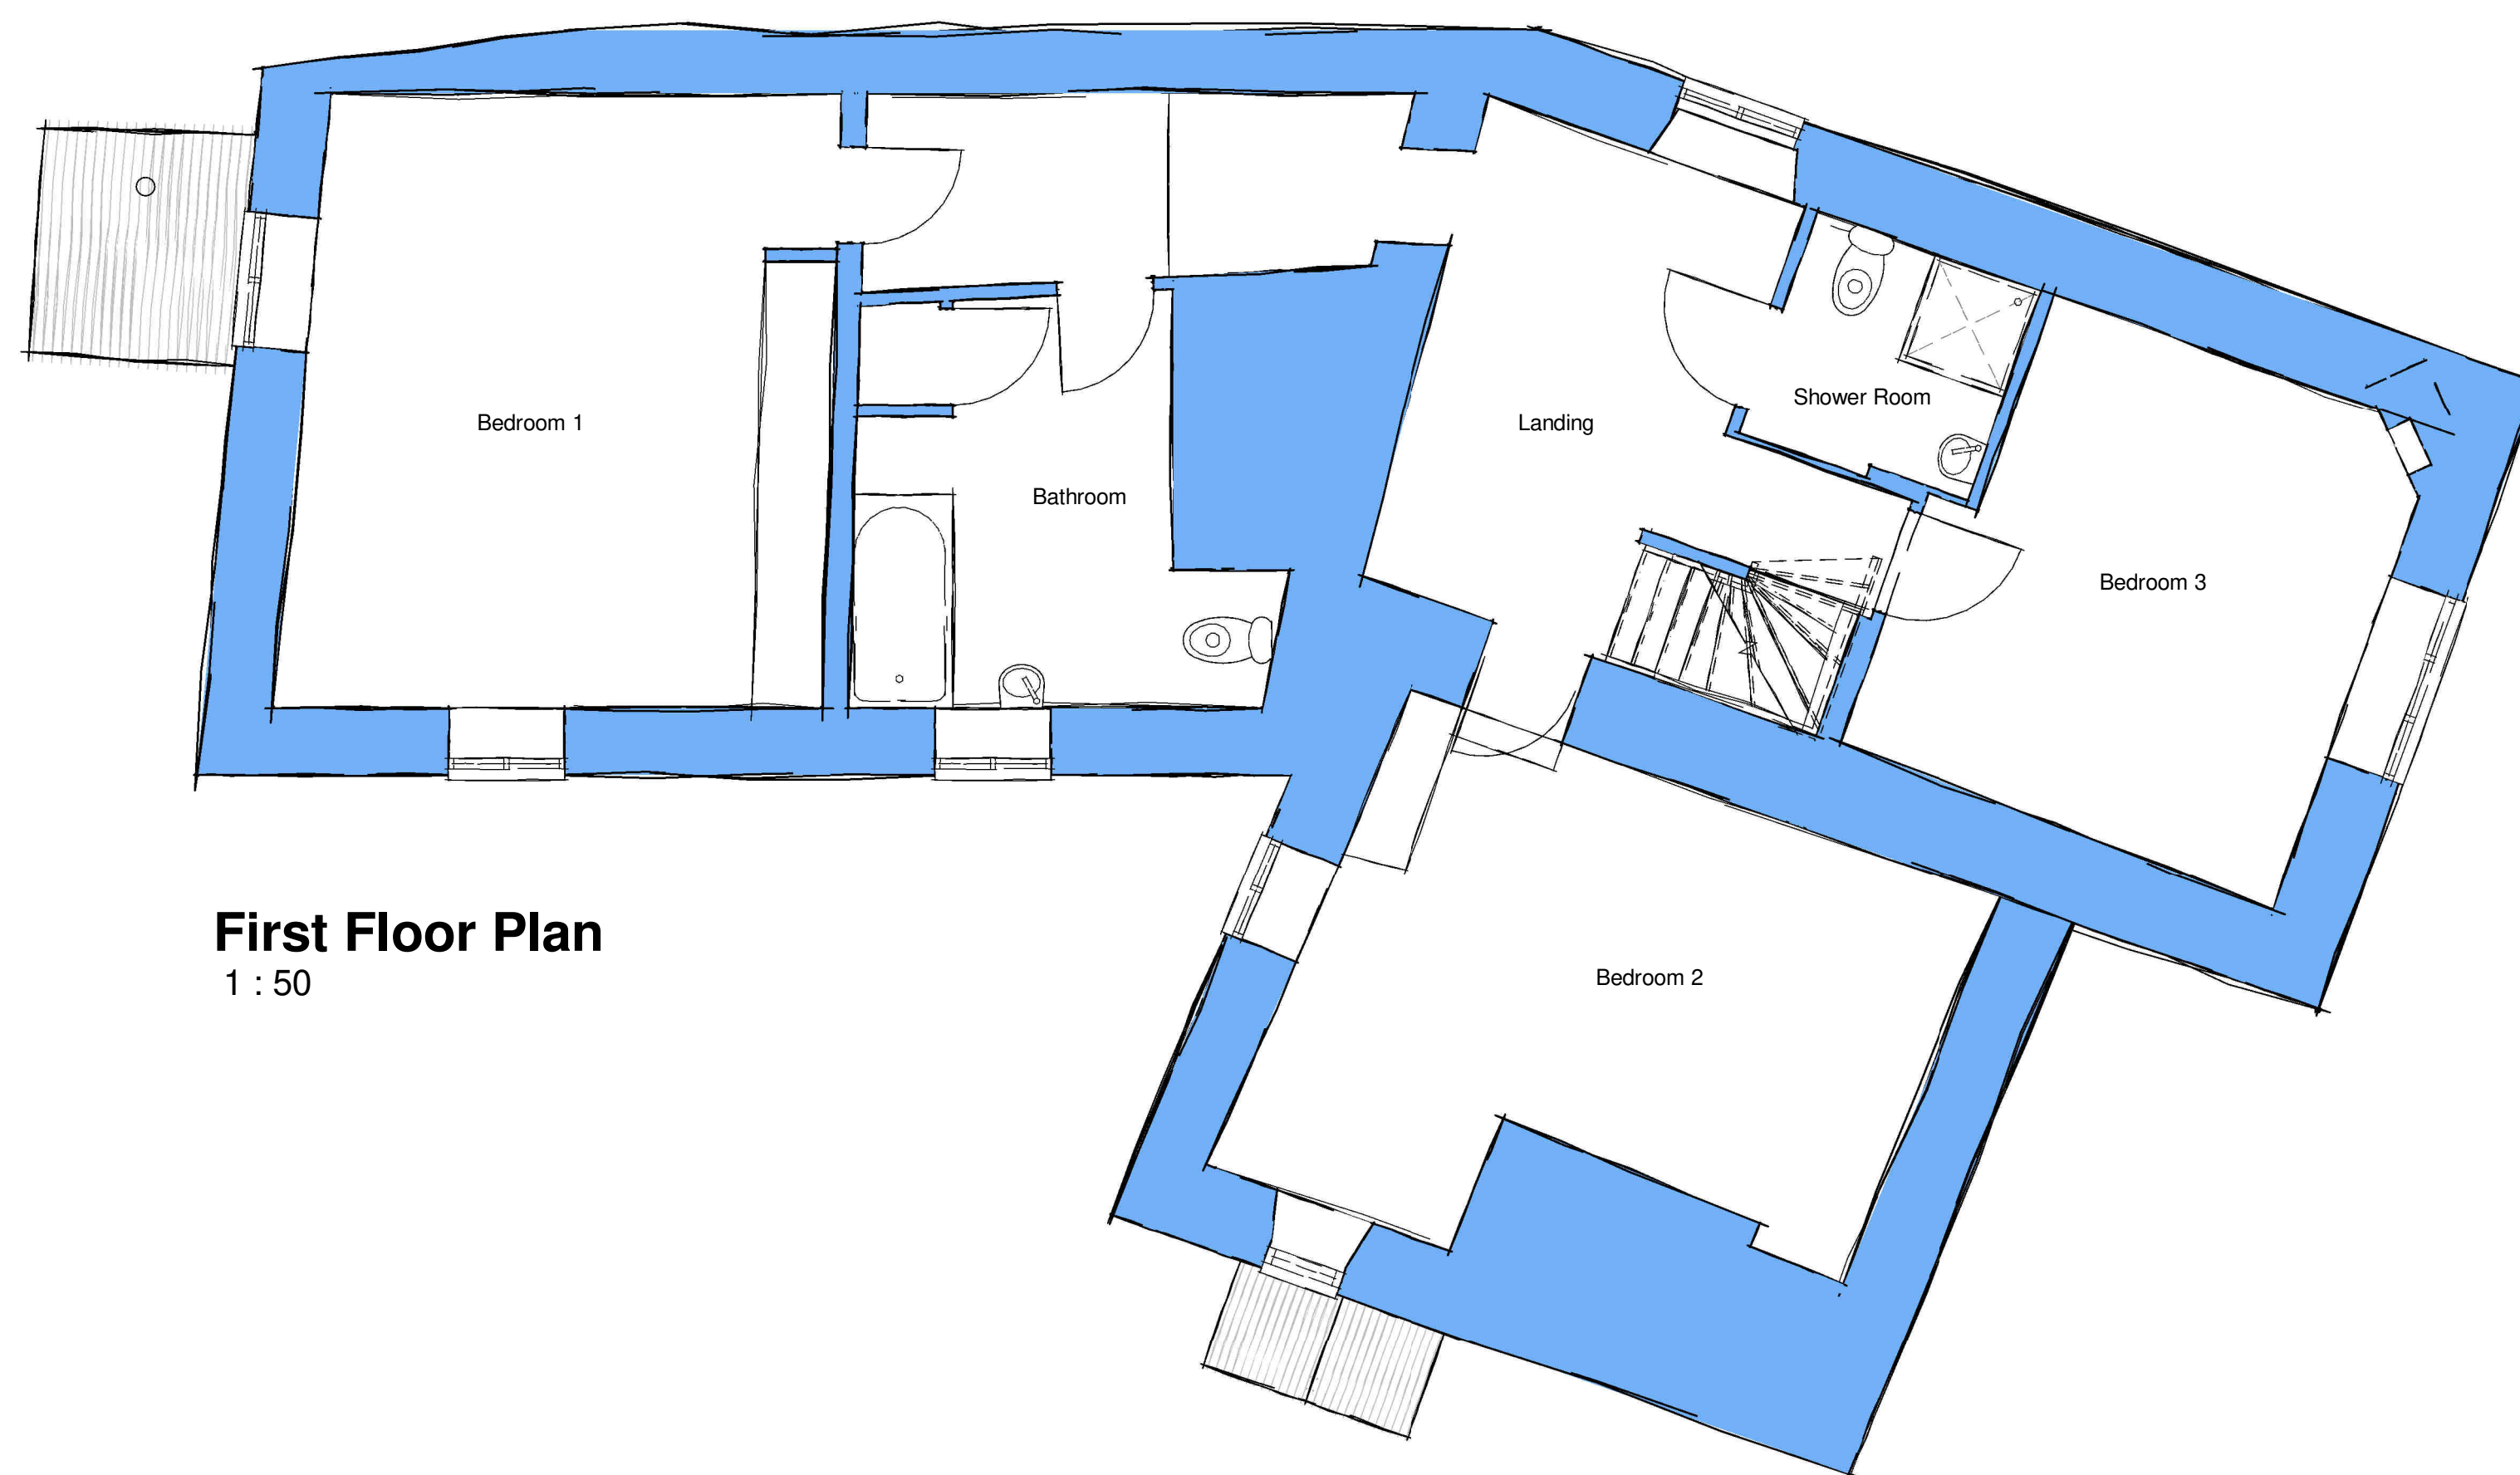 Bedroom 1
Bathroom
Landing
Shower Room
Bedroom 3
Bedroom 2
First Floor Plan
1 : 50